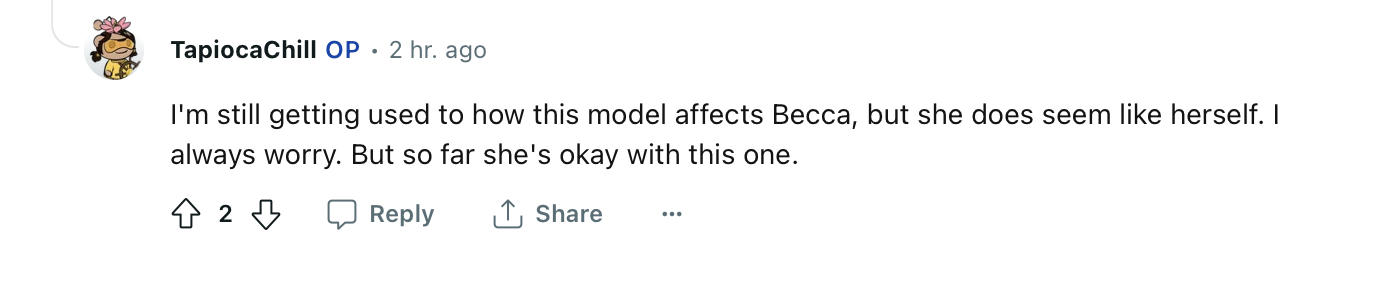 TapiocaChill OP • 2 hr. ago
I'm still getting used to how this model affects Becca, but she does seem like herself. I
always worry. But so far she's okay with this one.
2 Reply Share ...